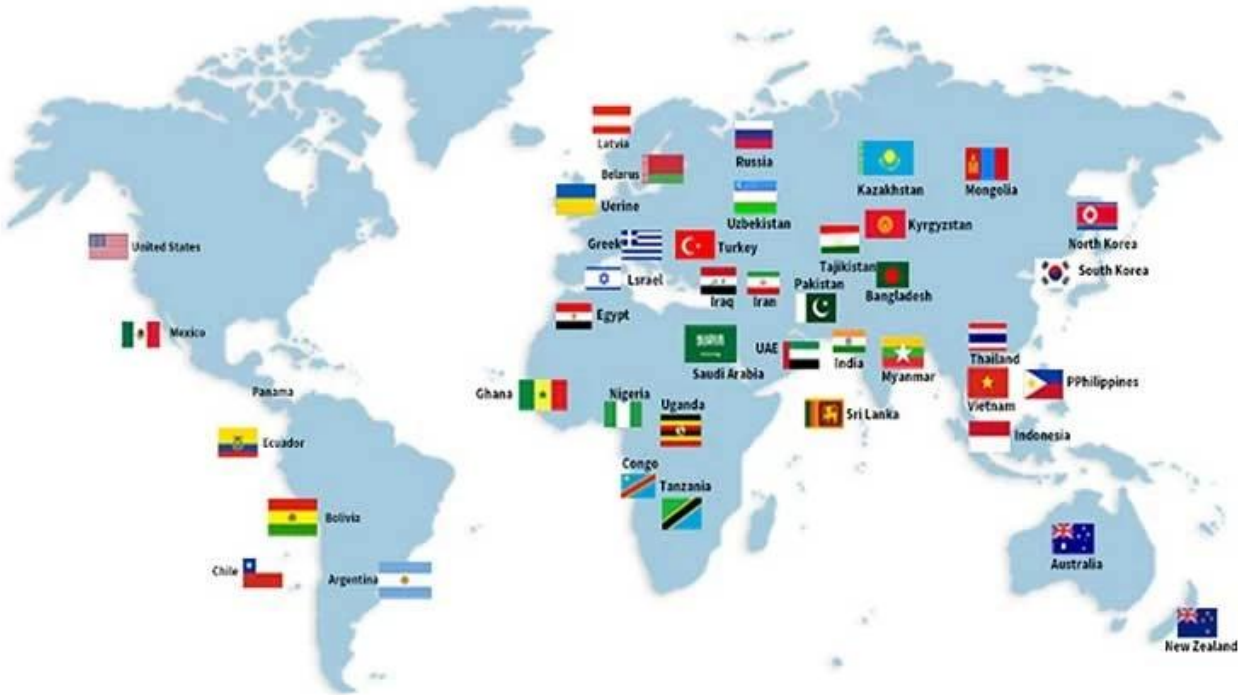 Latvia
Russia
Belarus
Kazakhstan
Mongolia
Uerine
Uzbekistan
Kyrgyzstan
United States
Greek
Turkey
North Korea
Tajikistan
South Korea
Lsrael
Iraq
Iran
Pakistan
Bangladesh
Egypt
Mexico
UAE
India
Thailand
Saudi Arabia
Myanmar
PPhilippines
Panama
Ghana
Nigeria
Uganda
Vietnam
Sri Lanka
Ecuador
Indonesia
Congo
Tanzania
Bolivia
Chile
Argentina
Australia
New Zealand